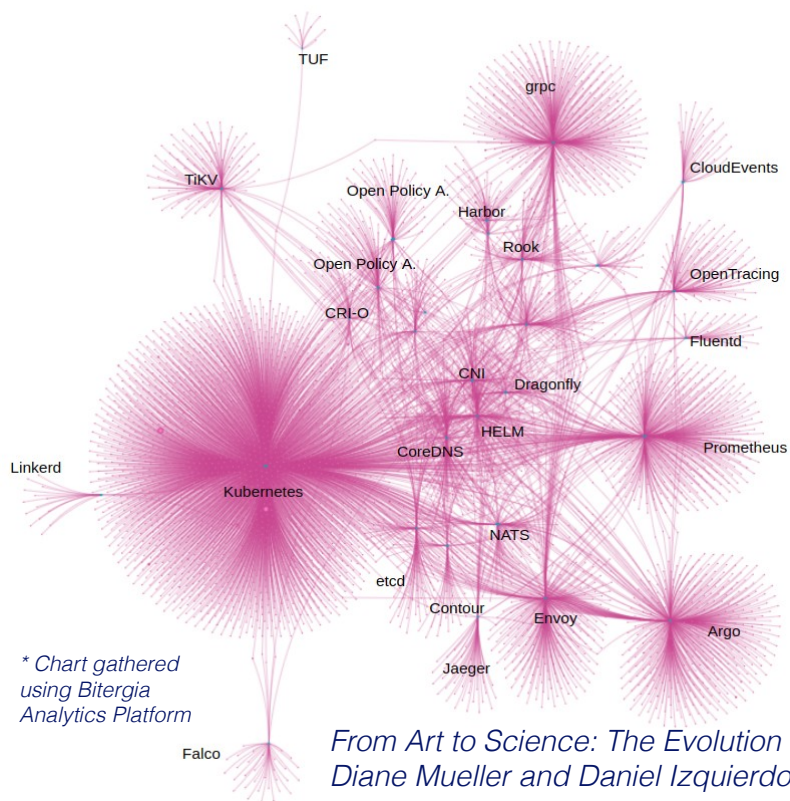 TUF
grpc
TiKV
CloudEvents
Open Policy A.
Harbor
Rook
Open Policy A.
OpenTracing
CRI-O
Fluentd
CNI
Dragonfly
HELM
CoreDNS
Prometheus
Linkerd
Kubernetes
NATS
etcd
Contour
Envoy
Argo
Jaeger
* Chart gathered
using Bitergia
Analytics Platform
Falco
From Art to Science: The Evolution
Diane Mueller and Daniel Izquierdo